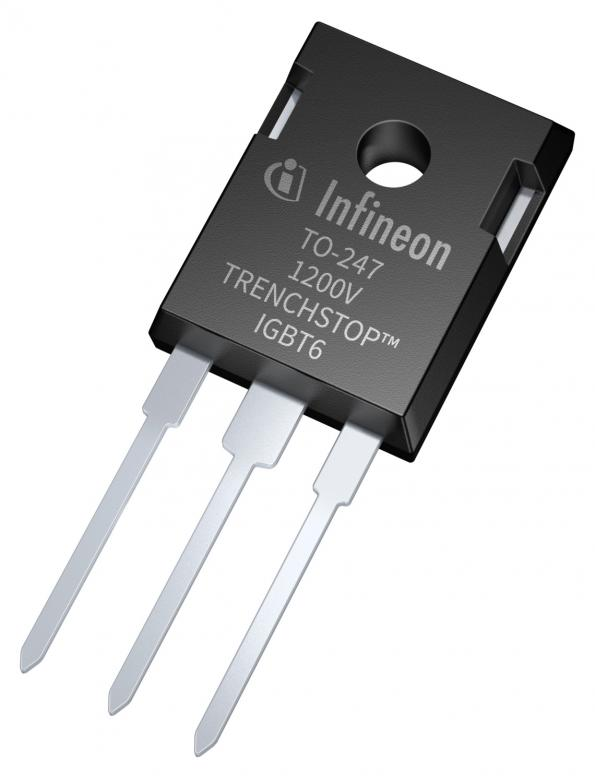 Infineon
TO-247
1200V
TRENCHSTOP™
IGBT6